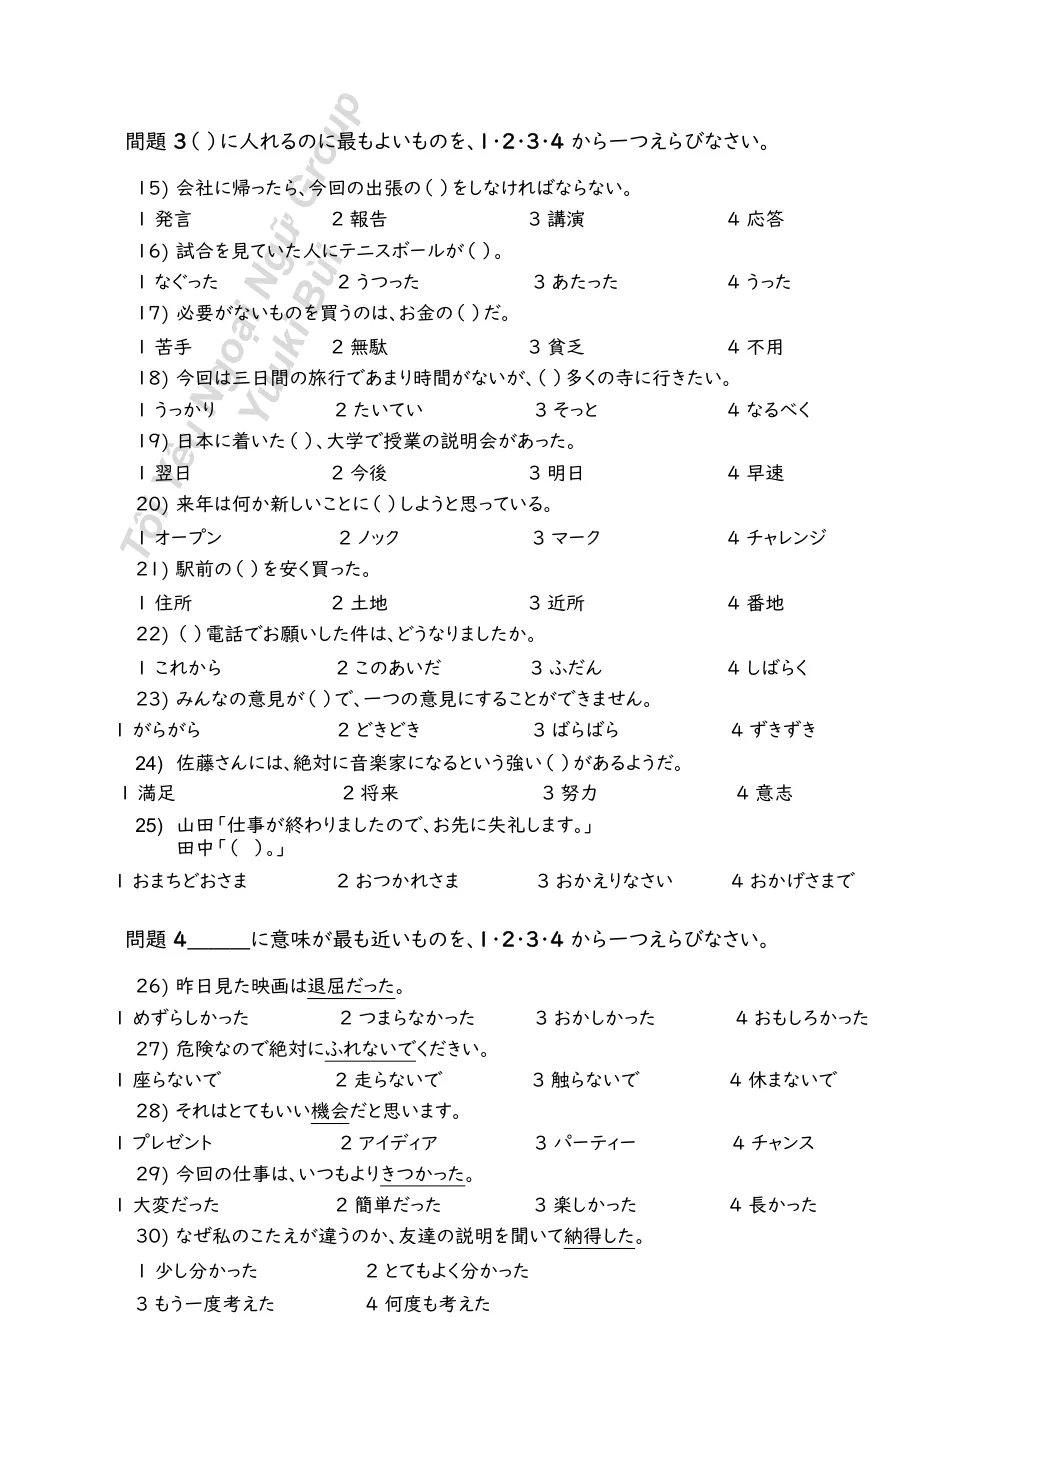 問題 3( )に人れるのに最もよいものを、1・2・3・4 から一つえらびなさい。
15) 会社に帰ったら、今回の出張の( )をしなければならない。
1 発言 2 報告 3 講演 4 応答
16) 試合を見ていた人にテニスボールが( )。
1 なぐった 2 うつった 3 あたった 4 うった
17) 必要がないものを買うのは、お金の( )だ。
1 苦手 2 無駄 3 貧乏 4 不用
18) 今回は三日間の旅行であまり時間がないが、( )多くの寺に行きたい。
1 うっかり 2 たいてい 3 そっと 4 なるべく
19) 日本に着いた( )、大学で授業の説明会があった。
1 翌日 2 今後 3 明日 4 早速
20) 来年は何か新しいことに( )しようと思っている。
1 オープン 2 ノック 3 マーク 4 チャレンジ
21) 駅前の( )を安く買った。
1 住所 2 土地 3 近所 4 番地
22) ( )電話でお願いした件は、どうなりましたか。
1 これから 2 このあいだ 3 ふだん 4 しばらく
23) みんなの意見が( )で、一つの意見にすることができません。
1 がらがら 2 どきどき 3 ばらばら 4 ずきずき
24) 佐藤さんには、絶対に音楽家になるという強い( )があるようだ。
1 満足 2 将来 3 努力 4 意志
25) 山田「仕事が終わりましたので、お先に失礼します。」
田中「( )。」
1 おまちどおさま 2 おつかれさま 3 おかえりなさい 4 おかげさまで
問題 4______に意味が最も近いものを、1・2・3・4 から一つえらびなさい。
26) 昨日見た映画は退屈だった。
1 めずらしかった 2 つまらなかった 3 おかしかった 4 おもしろかった
27) 危険なので絶対にふれないでください。
1 座らないで 2 走らないで 3 触らないで 4 休まないで
28) それはとてもいい機会だと思います。
1 プレゼント 2 アイディア 3 パーティー 4 チャンス
29) 今回の仕事は、いつもよりきつかった。
1 大変だった 2 簡単だった 3 楽しかった 4 長かった
30) なぜ私のこたえが違うのか、友達の説明を聞いて納得した。
1 少し分かった 2 とてもよく分かった
3 もう一度考えた 4 何度も考えた
Tôi Yêu Ngoại Ngữ Group
Yuuki Bùi